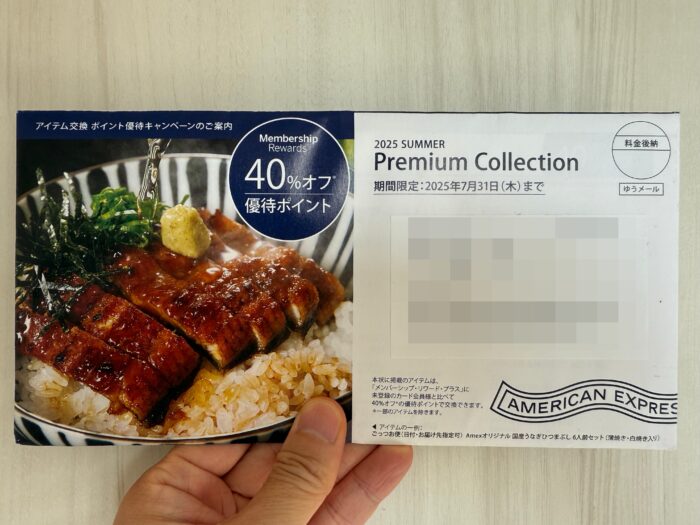 アイテム交換 ポイント優待キャンペーンのご案内
Membership
Rewards
40%オフ*
優待ポイント
2025 SUMMER
Premium Collection
期間限定：2025年7月31日（木）まで
料金後納
ゆうメール
本状に掲載のアイテムは、
「メンバーシップ・リワード・プラス」に
未登録のカード会員様と比べて
40%オフ*の優待ポイントで交換できます。
*一部のアイテムを除きます。
AMERICAN EXPRES
◀ アイテムの一例：
ごっつお便（日付・お届け先指定可） Amexオリジナル 国産うなぎひつまぶし 6人前セット（蒲焼き・白焼き入り）